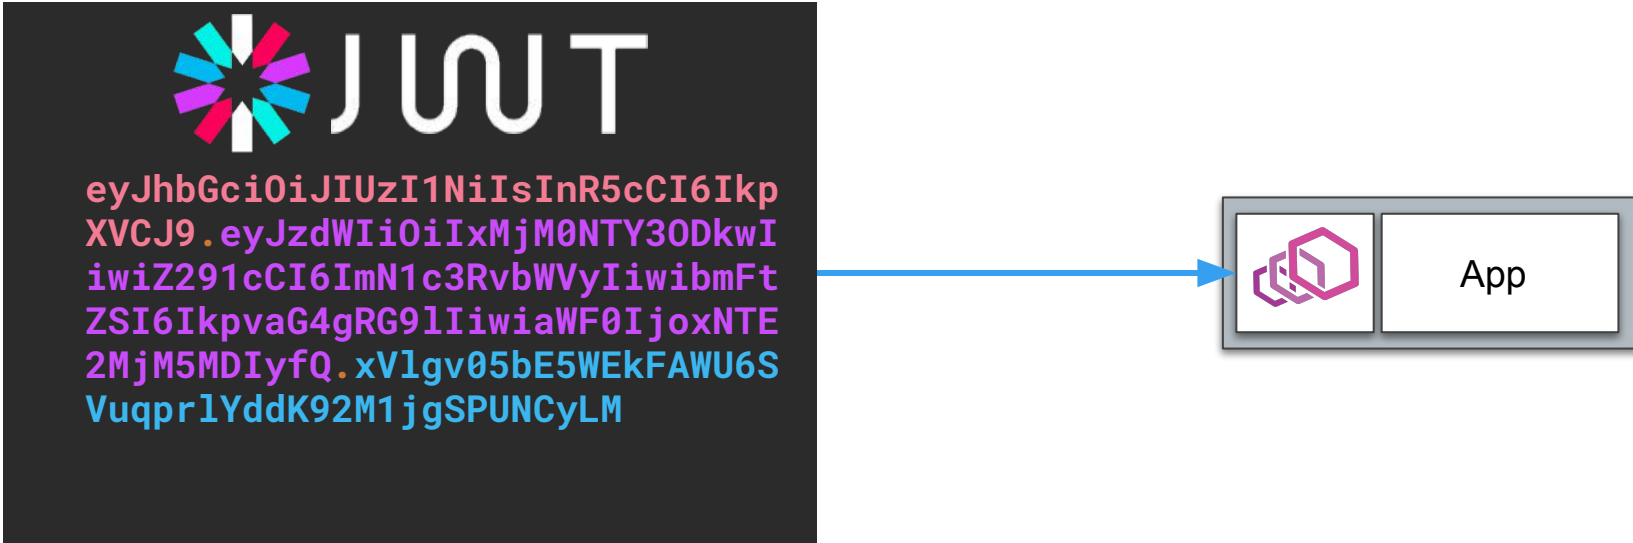 JWT
eyJhbGciOiJIUzI1NiIsInR5cCI6Ikp
XVCJ9.eyJzdWIiOiIxMjM0NTY3ODkwI
iwiZ291cCI6ImN1c3RvbWVyIiwibmFt
ZSI6IkpvaG4gRG9lIiwiaWF0IjoxNTE
2MjM5MDIyfQ.xVlgv05bE5WEkFAWU6S
VuqprlYddK92M1jgSPUNCyLM
App